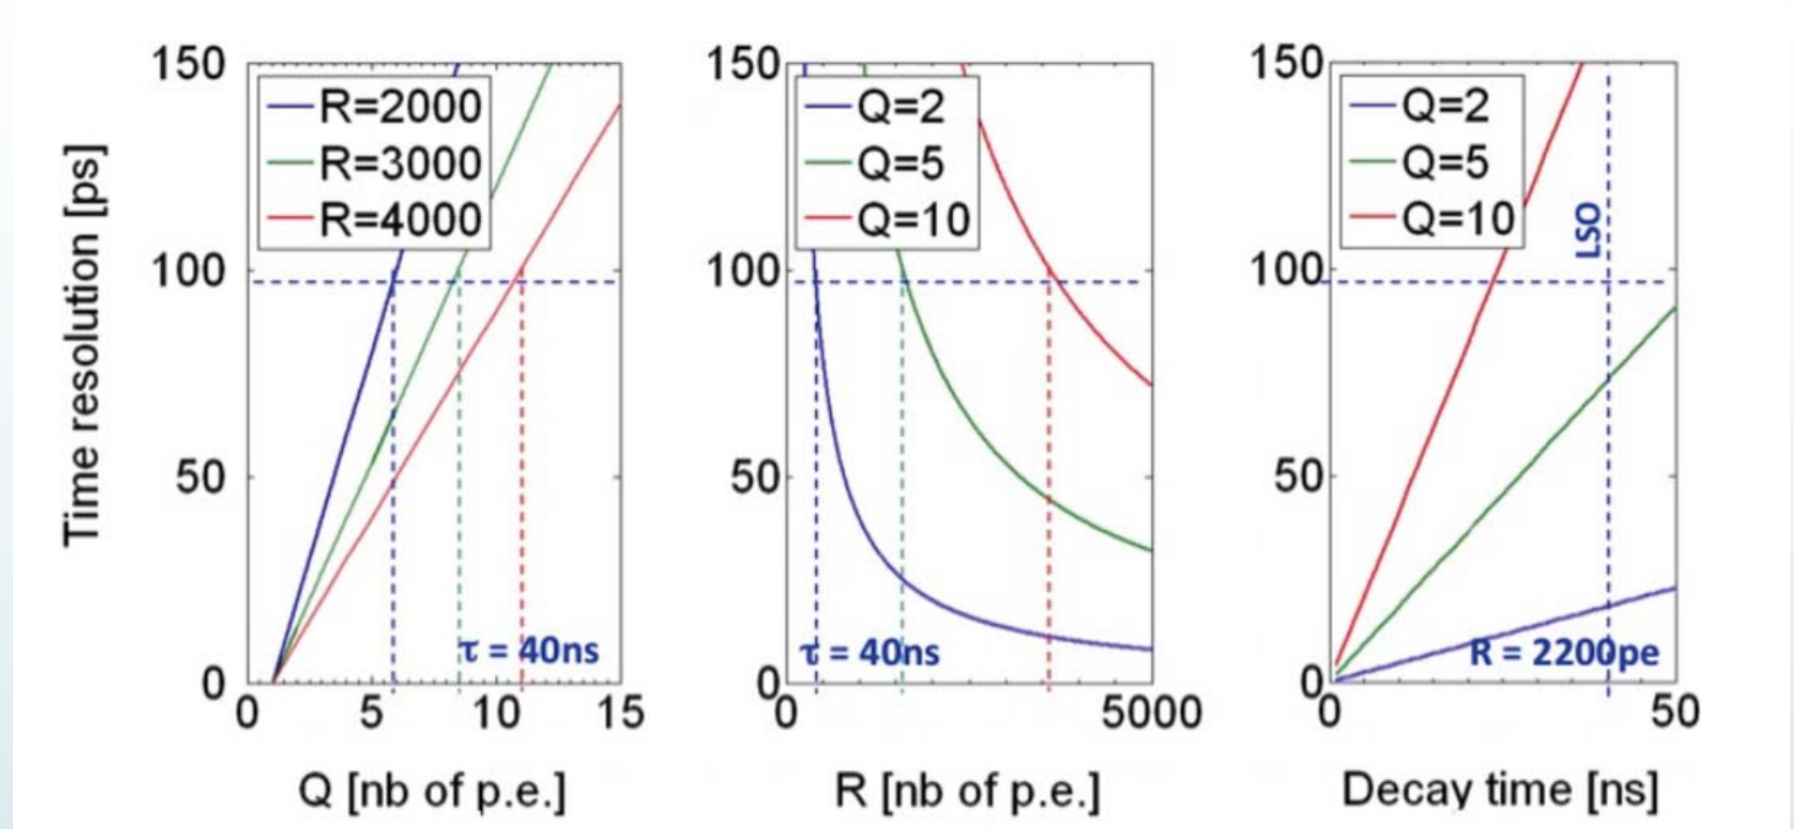 Time resolution [ps]
150
100
50
0
R=2000
R=3000
R=4000
τ = 40ns
0 5 10 15
Q [nb of p.e.]
150
100
50
0
Q=2
Q=5
Q=10
τ = 40ns
0 5000
R [nb of p.e.]
150
100
50
0
Q=2
Q=5
Q=10
LSO
R = 2200pe
0 50
Decay time [ns]